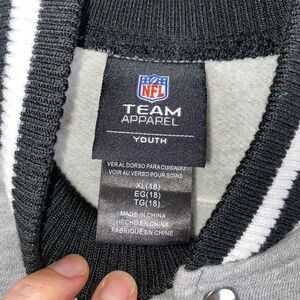 NFL
TEAM
APPAREL
YOUTH
VER AL DORSO PARA CUIDADO
VOIR AU VERSO POUR SOINS
XL(18)
EG(18)
TG(18)
MADE IN CHINA
HECHO EN CHINA
FABRIQUÉ EN CHINE